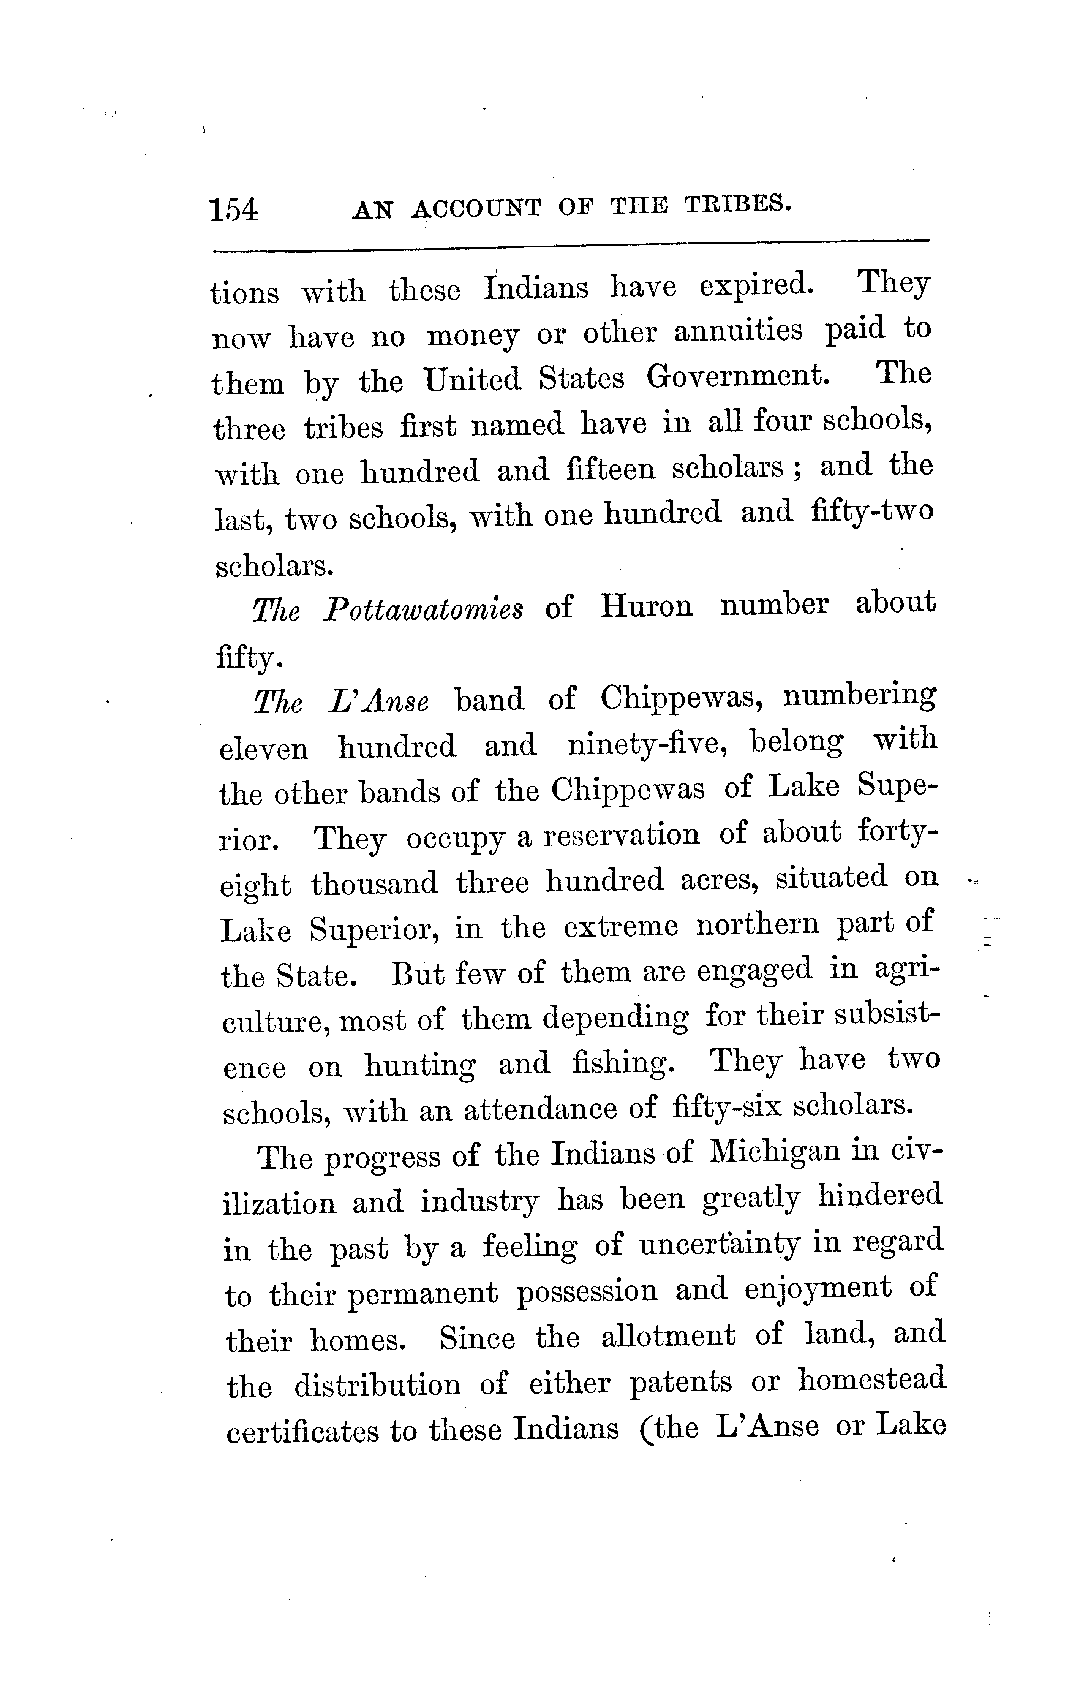 154 AN ACCOUNT OF THE TRIBES.
tions with these Indians have expired. They
now have no money or other annuities paid to
them by the United States Government. The
three tribes first named have in all four schools,
with one hundred and fifteen scholars ; and the
last, two schools, with one hundred and fifty-two
scholars.
The Pottawatomies of Huron number about
fifty.
The L'Anse band of Chippewas, numbering
eleven hundred and ninety-five, belong with
the other bands of the Chippewas of Lake Supe-
rior. They occupy a reservation of about forty-
eight thousand three hundred acres, situated on
Lake Superior, in the extreme northern part of
the State. But few of them are engaged in agri-
culture, most of them depending for their subsist-
ence on hunting and fishing. They have two
schools, with an attendance of fifty-six scholars.
The progress of the Indians of Michigan in civ-
ilization and industry has been greatly hindered
in the past by a feeling of uncertainty in regard
to their permanent possession and enjoyment of
their homes. Since the allotment of land, and
the distribution of either patents or homestead
certificates to these Indians (the L'Anse or Lake